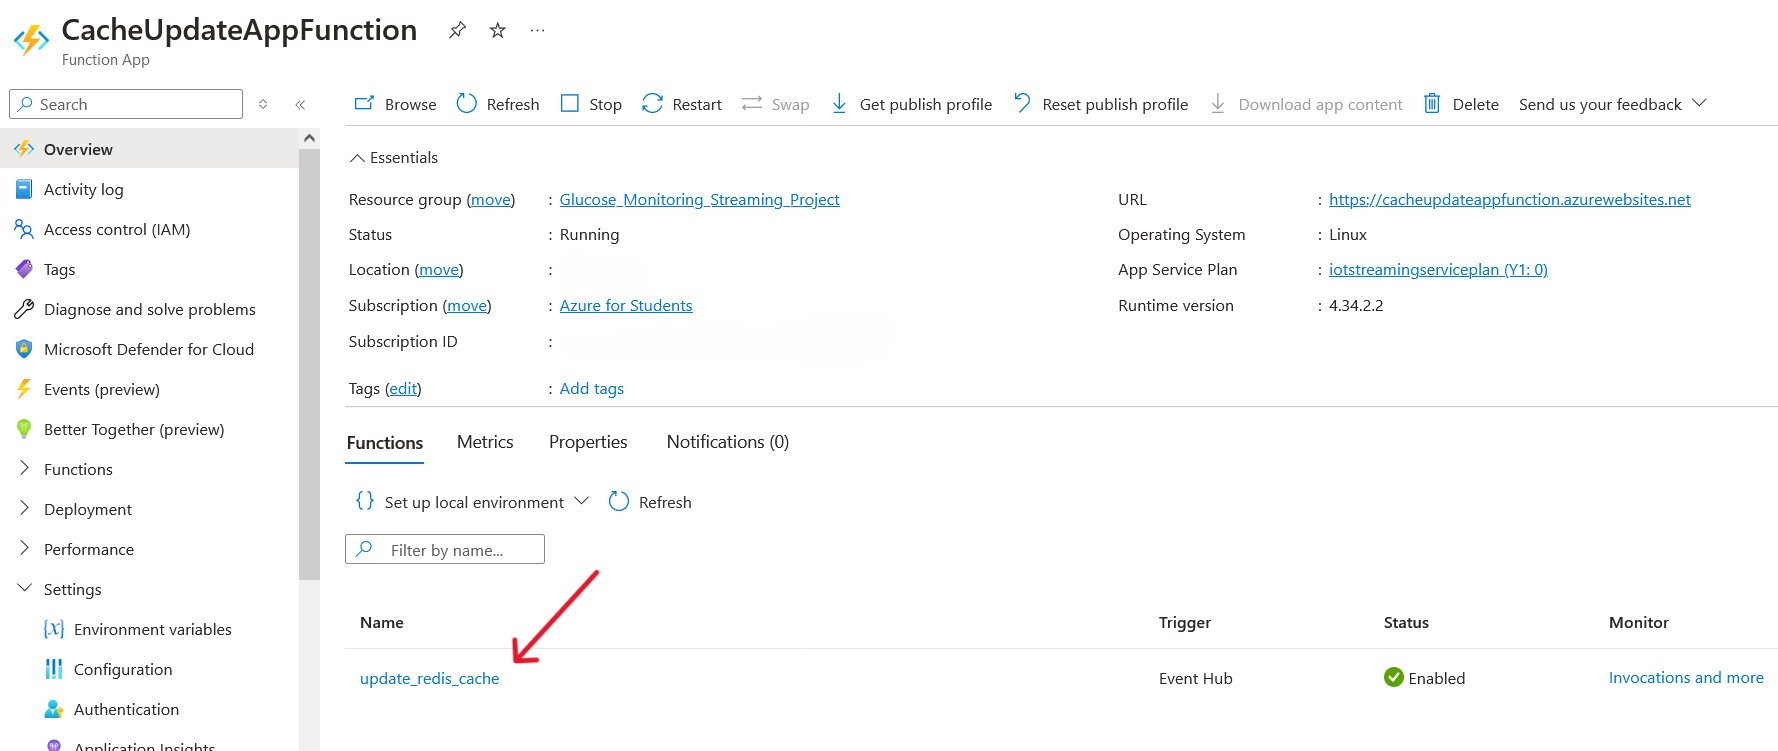 CacheUpdateAppFunction
Function App
Search
Browse Refresh Stop Restart Swap Get publish profile Reset publish profile Download app content Delete Send us your feedback
Overview
Activity log
Access control (IAM)
Tags
Diagnose and solve problems
Microsoft Defender for Cloud
Events (preview)
Better Together (preview)
Functions
Deployment
Performance
Settings
Environment variables
Configuration
Authentication
Application Insights
Essentials
Resource group (move) : Glucose_Monitoring_Streaming_Project
Status : Running
Location (move) :
Subscription (move) : Azure for Students
Subscription ID :
Tags (edit) : Add tags
URL : https://cacheupdateappfunction.azurewebsites.net
Operating System : Linux
App Service Plan : iotstreamingserviceplan (Y1: 0)
Runtime version : 4.34.2.2
Functions Metrics Properties Notifications (0)
{} Set up local environment Refresh
Filter by name...
Name Trigger Status Monitor
update_redis_cache Event Hub Enabled Invocations and more